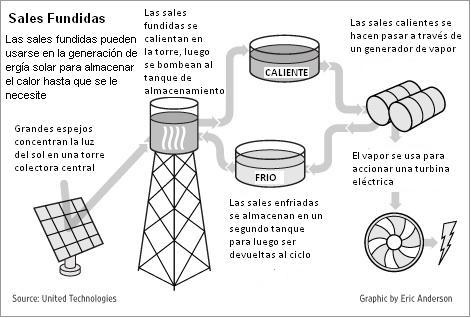 Sales Fundidas
Las sales fundidas pueden
usarse en la generación de
ergía solar para almacenar
el calor hasta que se le
necesite
Las sales
fundidas se
calientan en
la torre, luego
se bombean al
tanque de
almacenamiento
Las sales calientes se
hacen pasar a través de
un generador de vapor
CALIENTE
Grandes espejos
concentran la luz
del sol en una torre
colectora central
FRIO
El vapor se usa para
accionar una turbina
eléctrica
Las sales enfriadas
se almacenan en un
segundo tanque
para luego ser
devueltas al ciclo
Source: United Technologies
Graphic by Eric Anderson